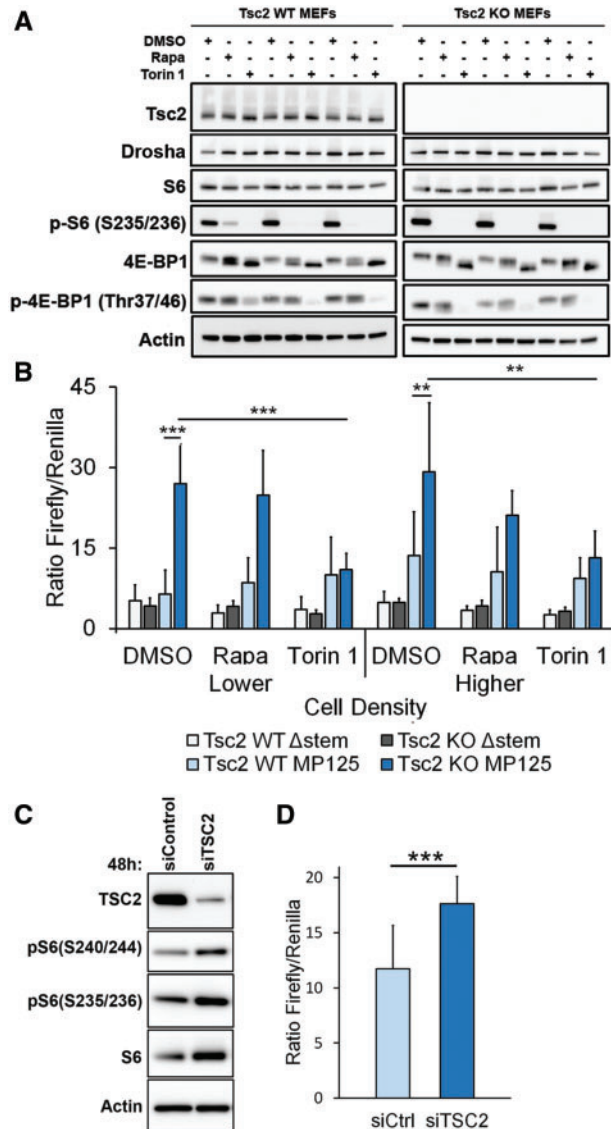 A
Tsc2 WT MEFs Tsc2 KO MEFs
DMSO + - - + - - + - - + - - + - - + - -
Rapa - + - - + - - + - - + - - + - - + -
Torin 1 - - + - - + - - + - - + - - + - - +
Tsc2
Drosha
S6
p-S6 (S235/236)
4E-BP1
p-4E-BP1 (Thr37/46)
Actin
B
Ratio Firefly/Renilla
45
30
15
0
*** *** ** **
DMSO Rapa Torin 1 DMSO Rapa Torin 1
Lower Higher
Cell Density
Tsc2 WT Δstem Tsc2 KO Δstem
Tsc2 WT MP125 Tsc2 KO MP125
C
48h: siControl siTSC2
TSC2
pS6(S240/244)
pS6(S235/236)
S6
Actin
D
Ratio Firefly/Renilla
20
15
10
5
0
***
siCtrl siTSC2